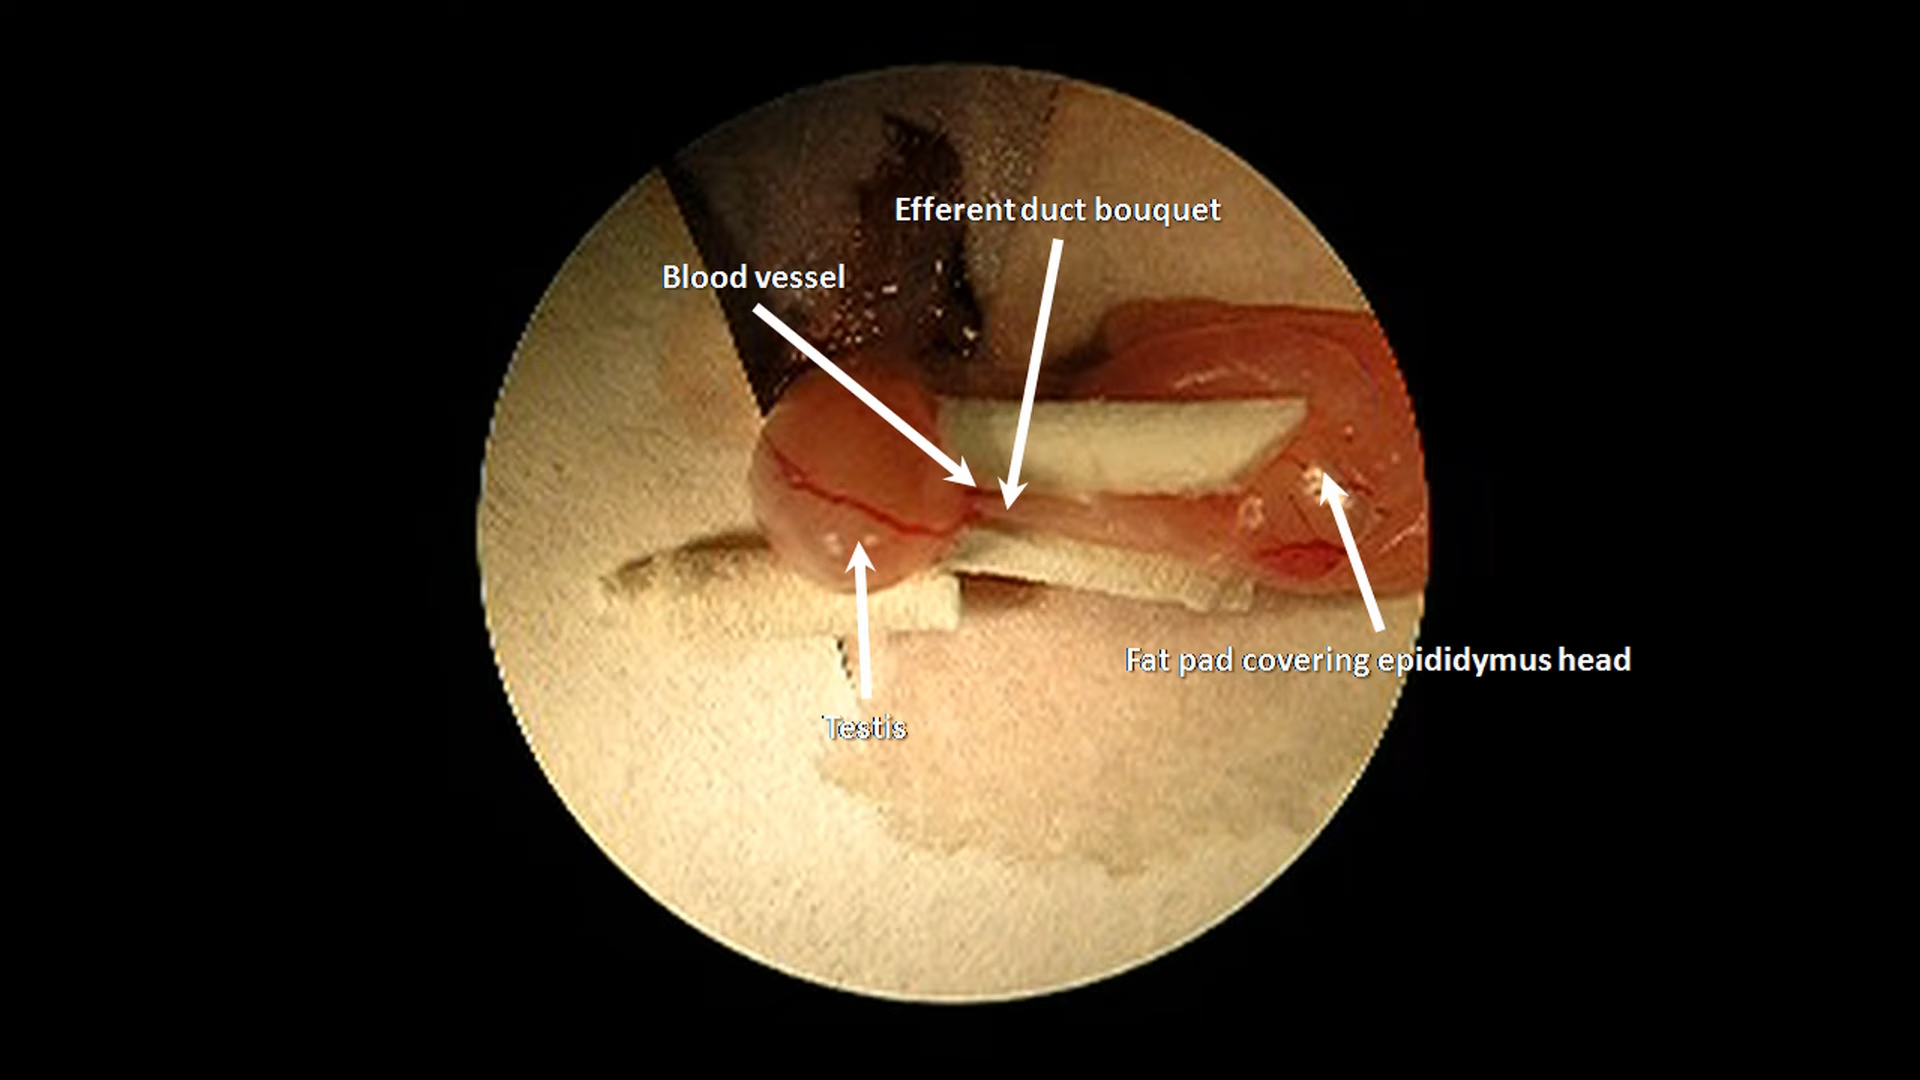 Efferent duct bouquet
Blood vessel
Fat pad covering epididymus head
Testis